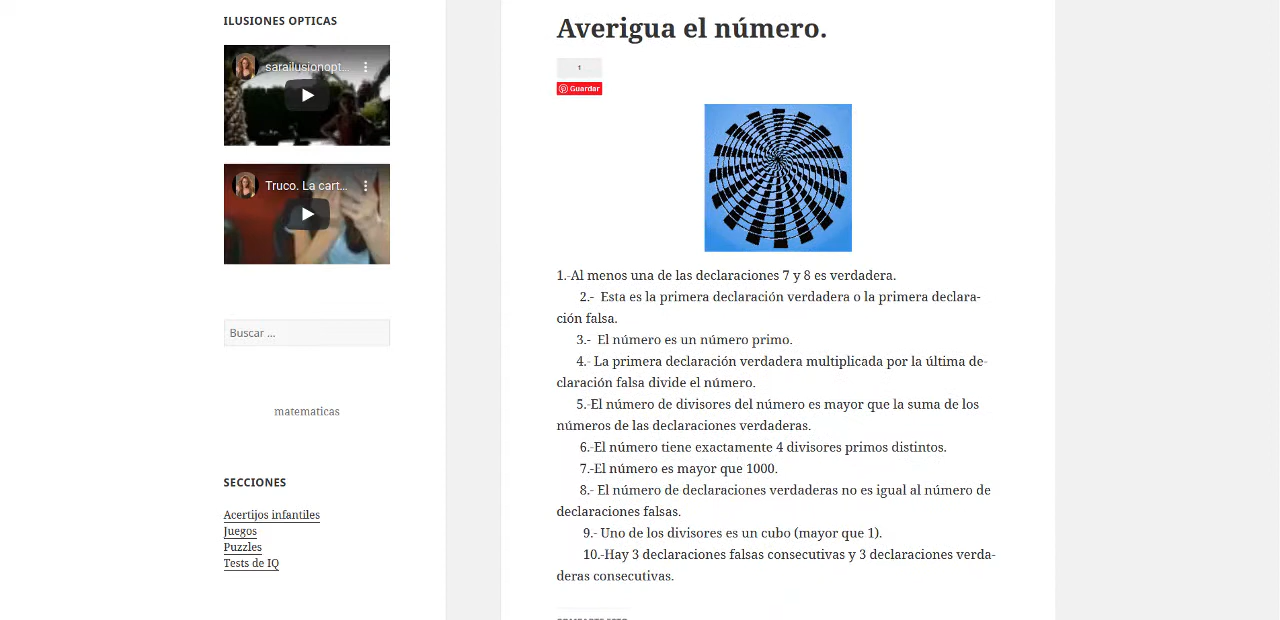 ILUSIONES OPTICAS
sarailusionopt...
Truco. La cart...
Buscar ...
matematicas
SECCIONES
Acertijos infantiles
Juegos
Puzzles
Tests de IQ
Averigua el número.
1
Guardar
1.-Al menos una de las declaraciones 7 y 8 es verdadera.
2.- Esta es la primera declaración verdadera o la primera declara-
ción falsa.
3.- El número es un número primo.
4.- La primera declaración verdadera multiplicada por la última de-
claración falsa divide el número.
5.-El número de divisores del número es mayor que la suma de los
números de las declaraciones verdaderas.
6.-El número tiene exactamente 4 divisores primos distintos.
7.-El número es mayor que 1000.
8.- El número de declaraciones verdaderas no es igual al número de
declaraciones falsas.
9.- Uno de los divisores es un cubo (mayor que 1).
10.-Hay 3 declaraciones falsas consecutivas y 3 declaraciones verda-
deras consecutivas.